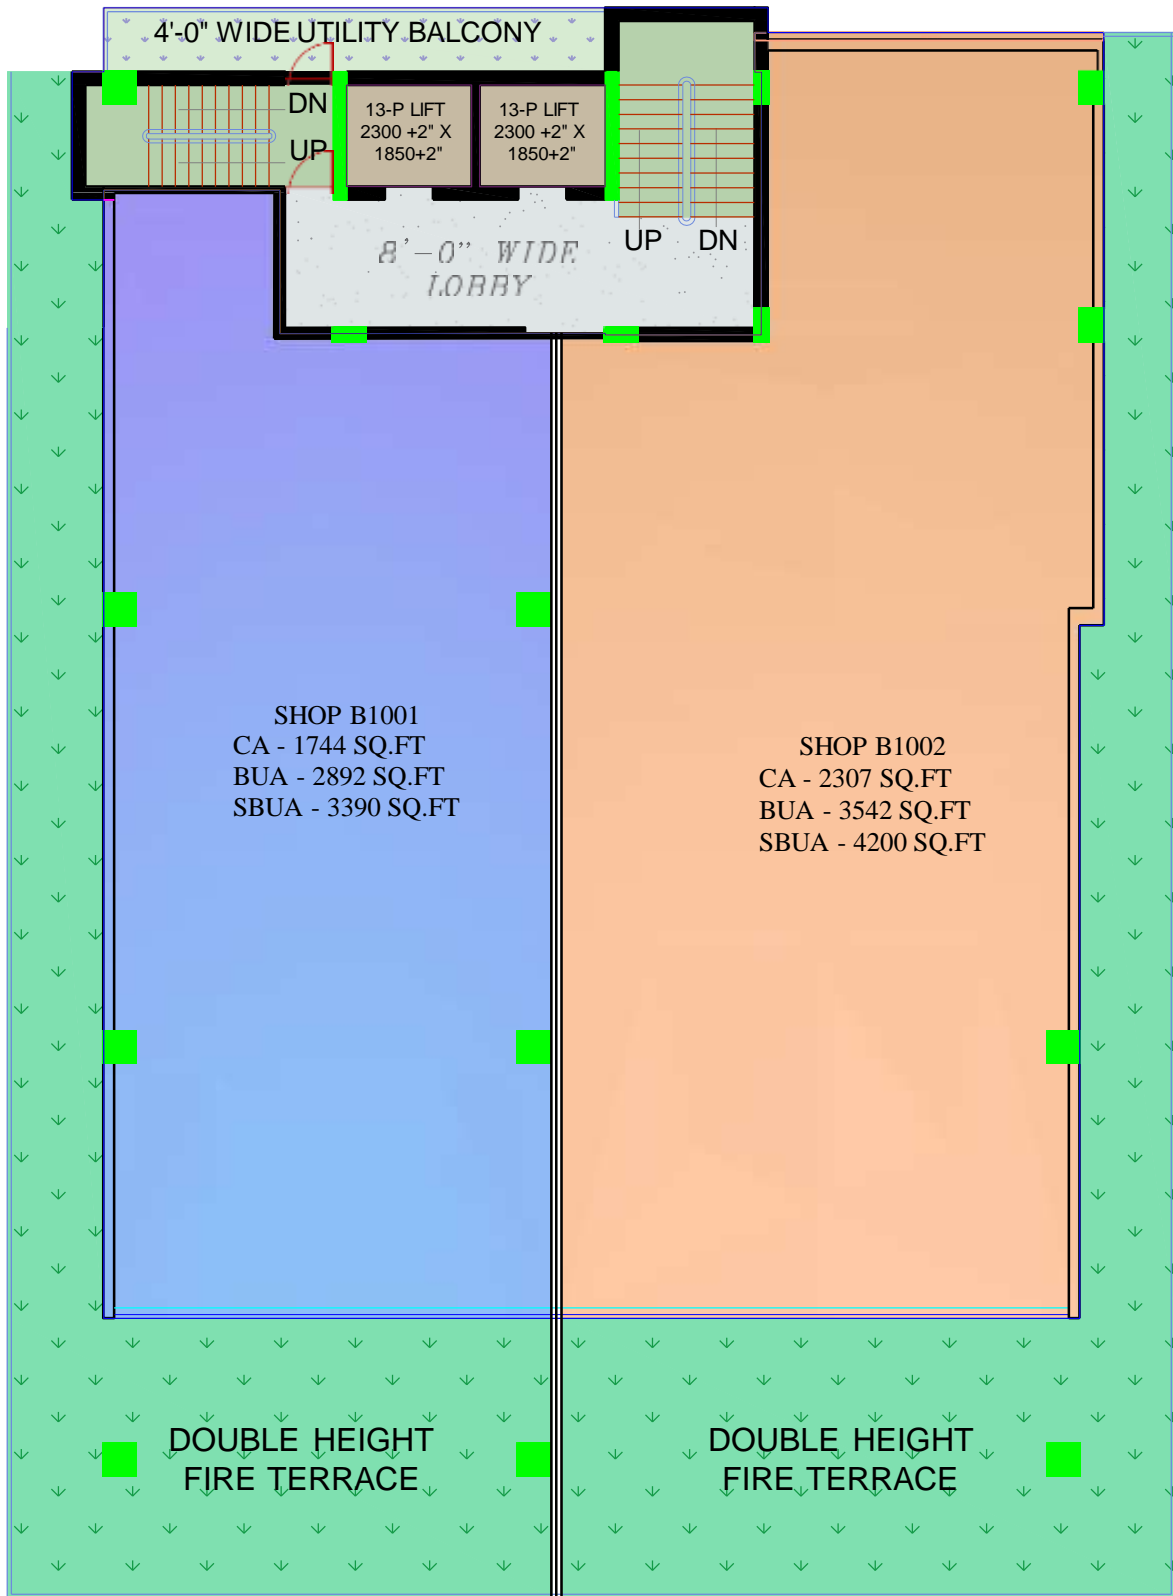 4'-0" WIDE UTILITY BALCONY
DN
UP
13-P LIFT
2300 +2" X
1850+2"
13-P LIFT
2300 +2" X
1850+2"
UP DN
8'-0" WIDE
LOBBY
SHOP B1001
CA - 1744 SQ.FT
BUA - 2892 SQ.FT
SBUA - 3390 SQ.FT
SHOP B1002
CA - 2307 SQ.FT
BUA - 3542 SQ.FT
SBUA - 4200 SQ.FT
DOUBLE HEIGHT
FIRE TERRACE
DOUBLE HEIGHT
FIRE TERRACE